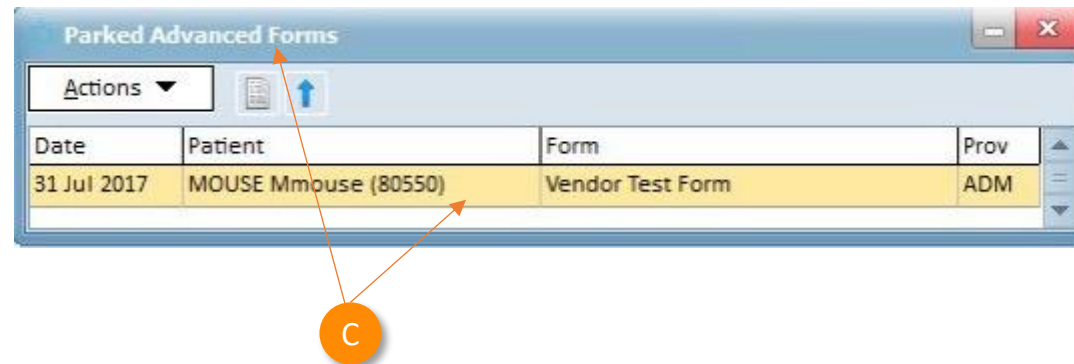 Parked Advanced Forms
Actions
Date Patient Form Prov
31 Jul 2017 MOUSE Mmouse (80550) Vendor Test Form ADM
C